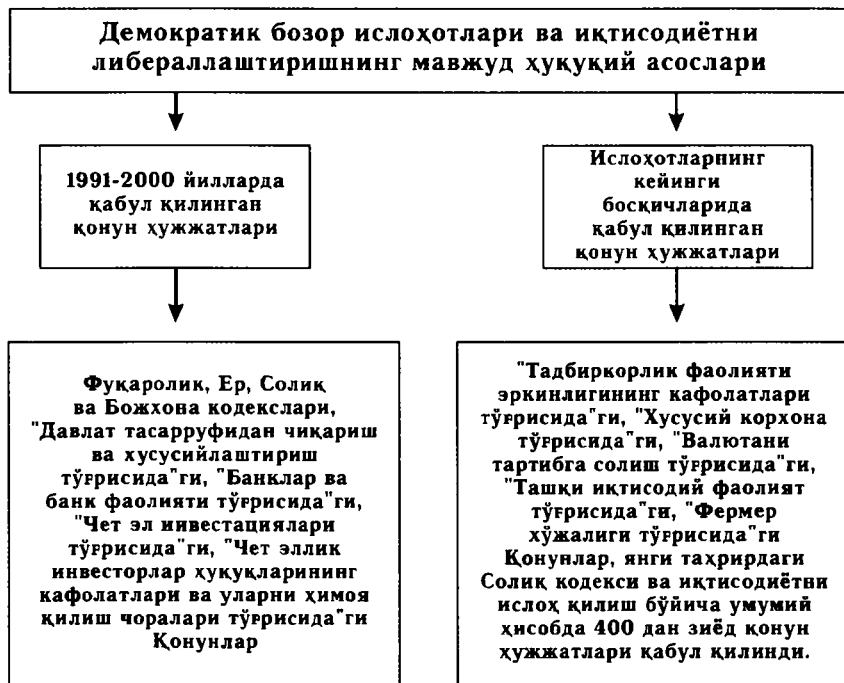 Демократик бозор ислоҳотлари ва иқтисодиётни
либераллаштиришнинг мавжуд ҳуқуқий асослари
1991-2000 йилларда
қабул қилинган
қонун ҳужжатлари
Ислоҳотларнинг
кейинги
босқичларида
қабул қилинган
қонун ҳужжатлари
Фуқаролик, Ер, Солиқ
ва Божхона кодекслари,
"Давлат тасарруфидан чиқариш
ва хусусийлаштириш
тўғрисида"ги, "Банклар ва
банк фаолияти тўғрисида"ги,
"Чет эл инвестациялари
тўғрисида"ги, "Чет эллик
инвесторлар ҳуқуқларининг
кафолатлари ва уларни ҳимоя
қилиш чоралари тўғрисида"ги
Қонунлар
"Тадбиркорлик фаолияти
эркинлигининг кафолатлари
тўғрисида"ги, "Хусусий корхона
тўғрисида"ги, "Валютани
тартибга солиш тўғрисида"ги,
"Ташқи иқтисодий фаолият
тўғрисида"ги, "Фермер
хўжалиги тўғрисида"ги
Қонунлар, янги таҳрирдаги
Солиқ кодекси ва иқтисодиётни
ислоҳ қилиш бўйича умумий
ҳисобда 400 дан зиёд қонун
ҳужжатлари қабул қилинди.